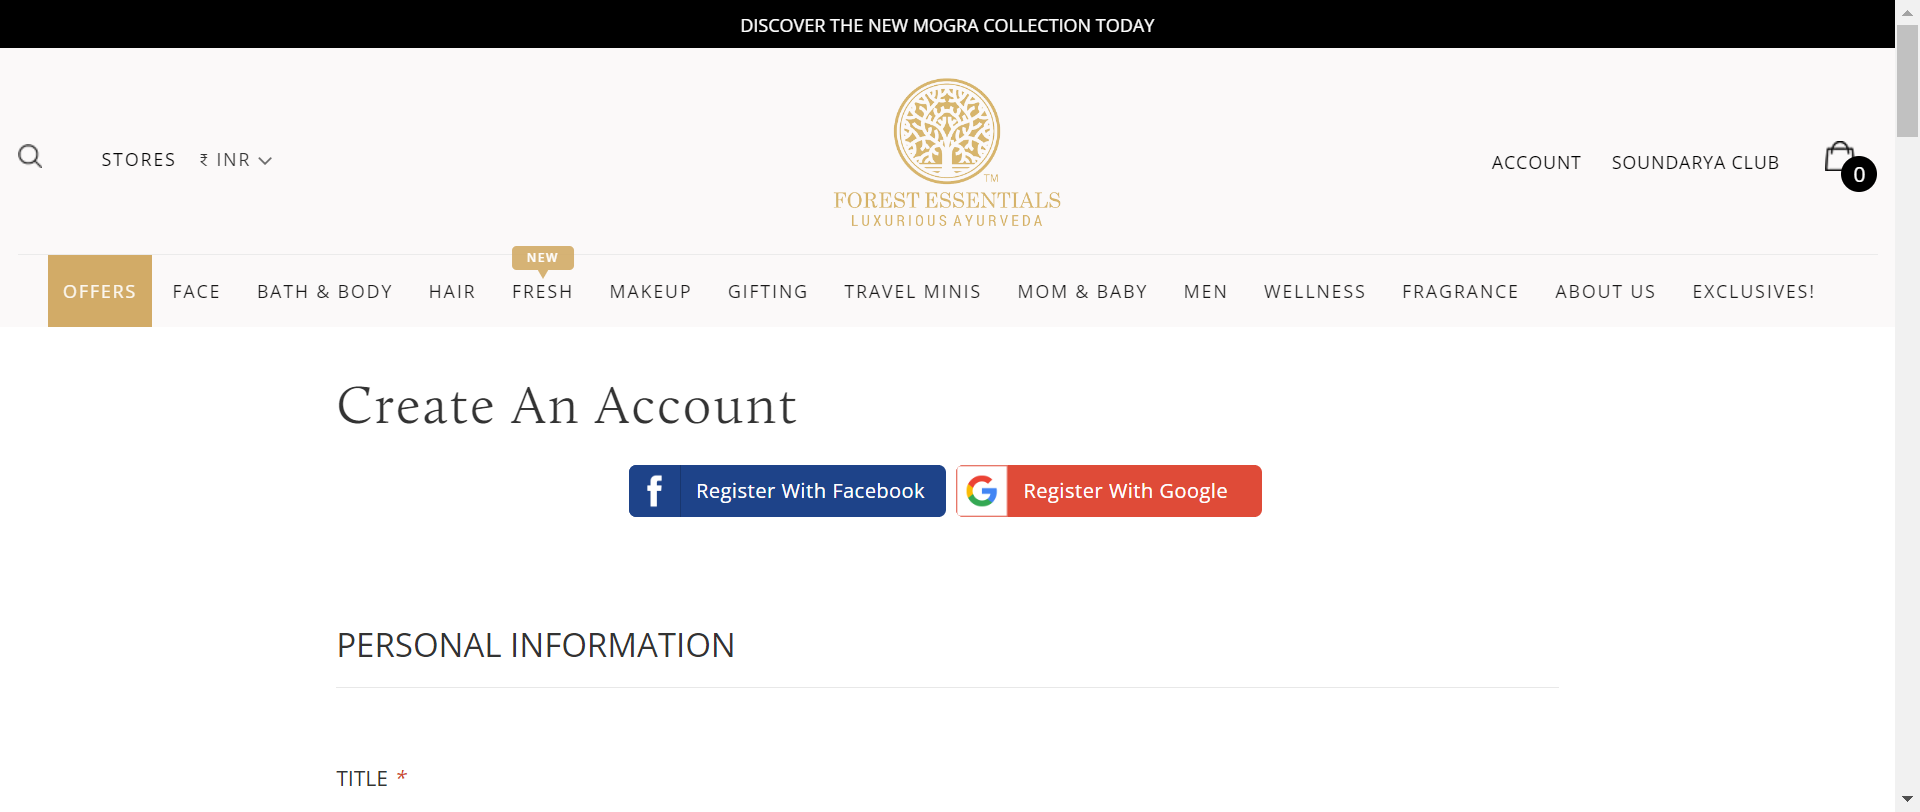 DISCOVER THE NEW MOGRA COLLECTION TODAY
STORES ₹ INR
TM
FOREST ESSENTIALS
LUXURIOUS AYURVEDA
ACCOUNT SOUNDARYA CLUB 0
NEW
OFFERS FACE BATH & BODY HAIR FRESH MAKEUP GIFTING TRAVEL MINIS MOM & BABY MEN WELLNESS FRAGRANCE ABOUT US EXCLUSIVES!
Create An Account
f Register With Facebook G Register With Google
PERSONAL INFORMATION
TITLE *